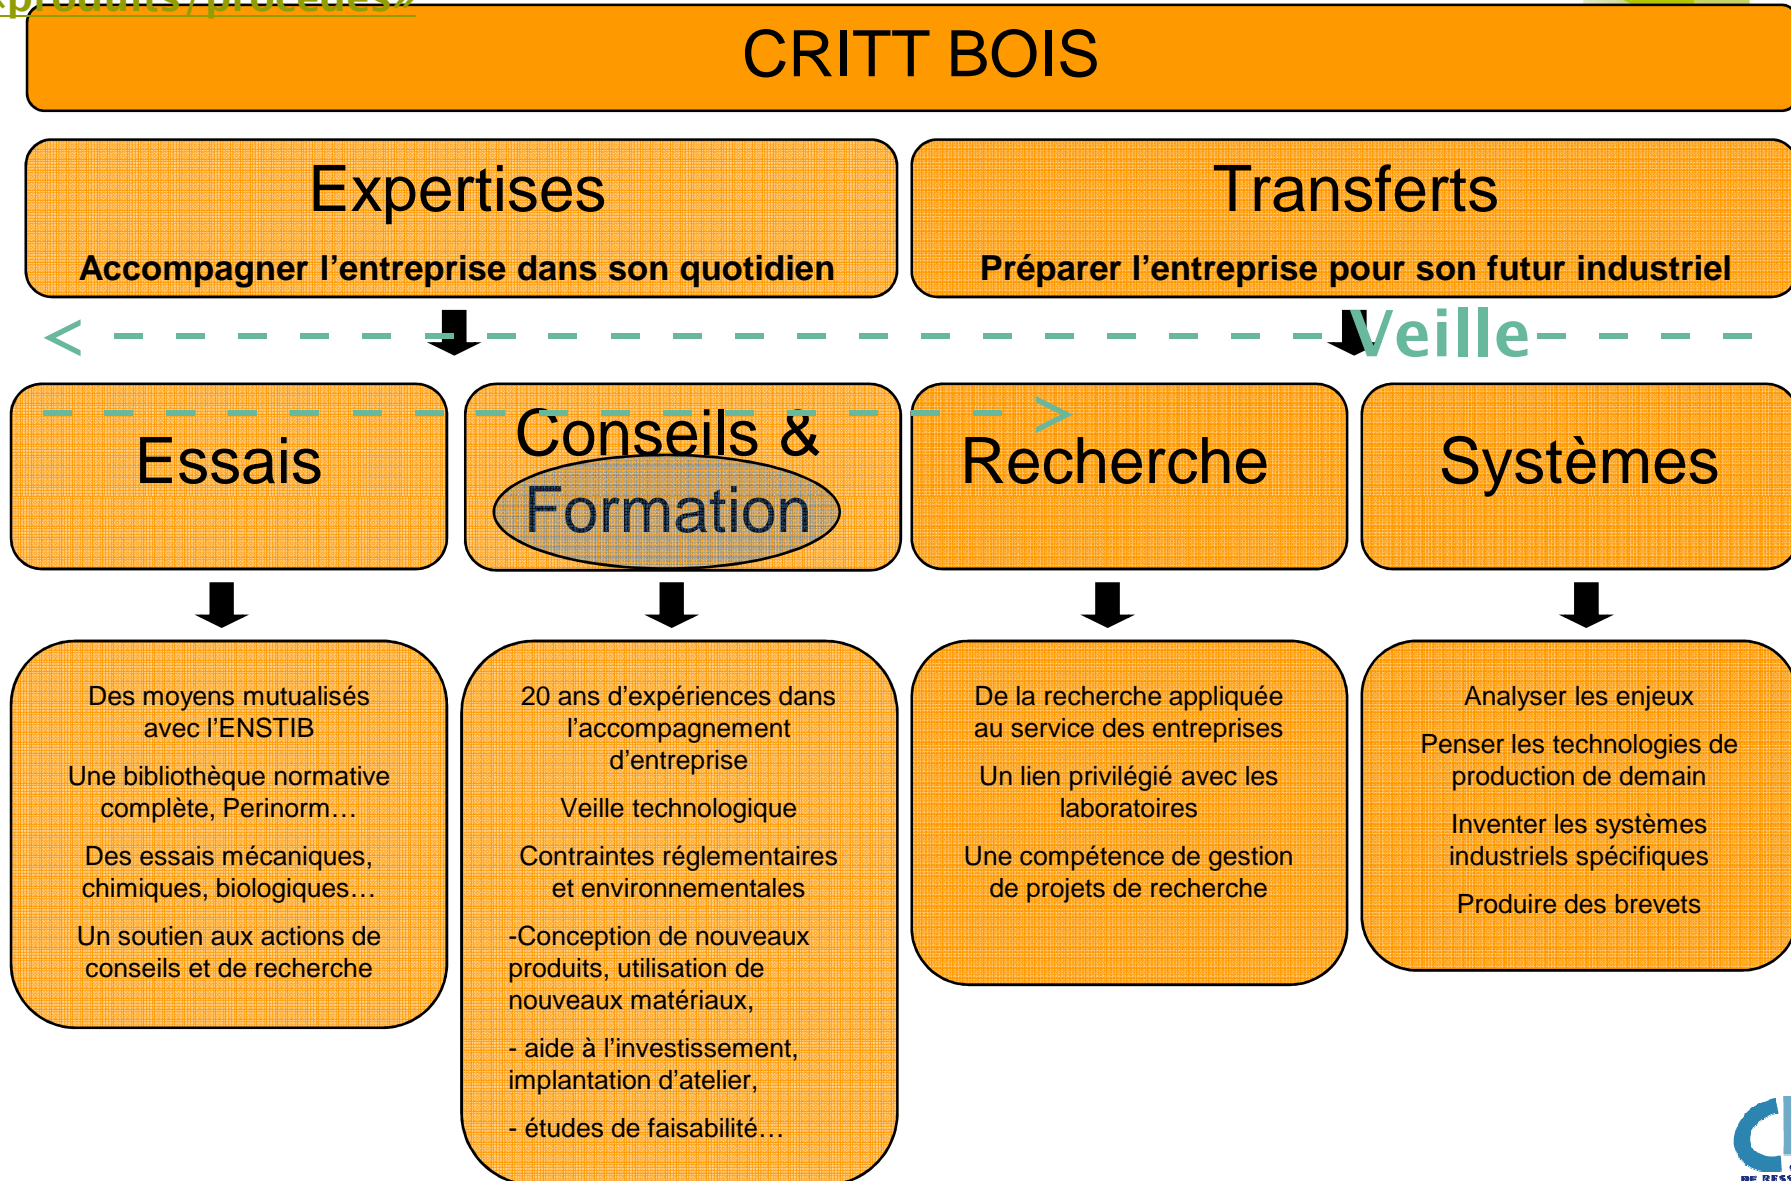 «produits/procédés»
CRITT BOIS
Expertises
Accompagner l’entreprise dans son quotidien
Transferts
Préparer l’entreprise pour son futur industriel
< – – – – – – – – – – – – – – – – – – – – – – Veille– – – –
– – – – – – – – – – – – – – – – – >
Essais
Conseils &
Formation
Recherche
Systèmes
Des moyens mutualisés
avec l’ENSTIB
Une bibliothèque normative
complète, Perinorm…
Des essais mécaniques,
chimiques, biologiques…
Un soutien aux actions de
conseils et de recherche
20 ans d’expériences dans
l’accompagnement
d’entreprise
Veille technologique
Contraintes réglementaires
et environnementales
-Conception de nouveaux
produits, utilisation de
nouveaux matériaux,
- aide à l’investissement,
implantation d’atelier,
- études de faisabilité…
De la recherche appliquée
au service des entreprises
Un lien privilégié avec les
laboratoires
Une compétence de gestion
de projets de recherche
Analyser les enjeux
Penser les technologies de
production de demain
Inventer les systèmes
industriels spécifiques
Produire des brevets